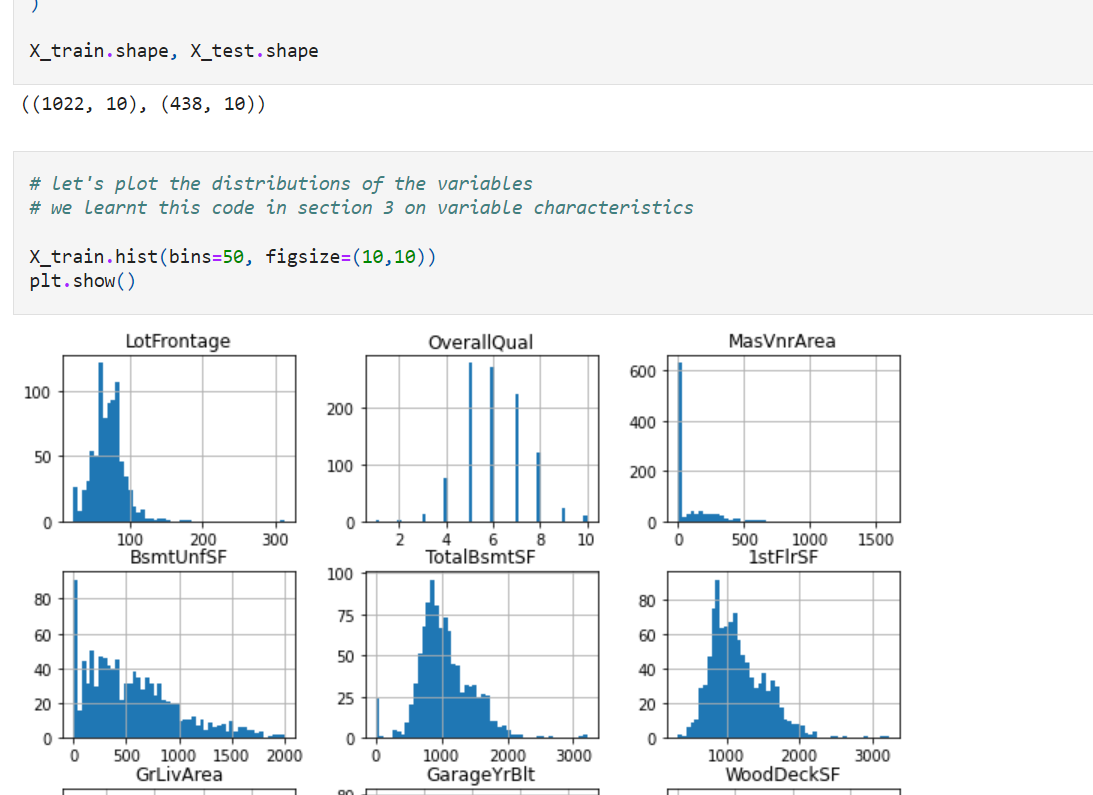 )
X_train.shape, X_test.shape
((1022, 10), (438, 10))
# let's plot the distributions of the variables
# we learnt this code in section 3 on variable characteristics
X_train.hist(bins=50, figsize=(10,10))
plt.show()
LotFrontage OverallQual MasVnrArea
100 50 0
200 100 0
600 400 200 0
100 200 300
2 4 6 8 10
0 500 1000 1500
BsmtUnfSF TotalBsmtSF 1stFlrSF
80 60 40 20 0
100 75 50 25 0
80 60 40 20 0
0 500 1000 1500 2000
0 1000 2000 3000
1000 2000 3000
GrLivArea GarageYrBlt WoodDeckSF
80